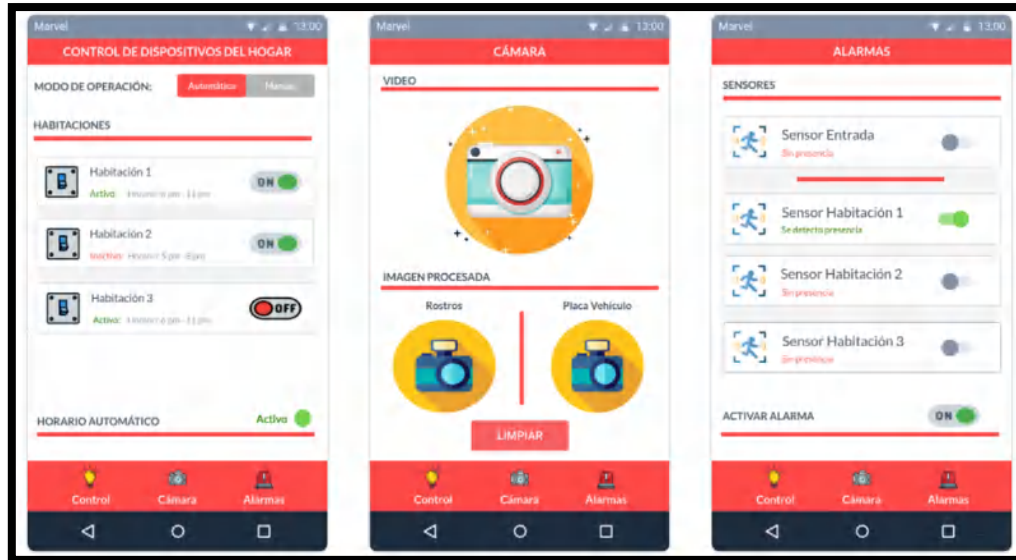 Marvel 13:00
CONTROL DE DISPOSITIVOS DEL HOGAR
MODO DE OPERACIÓN: Automático Manual
HABITACIONES
Habitación 1
Activo
ON
Habitación 2
Inactivo
ON
Habitación 3
Activo
OFF
HORARIO AUTOMÁTICO Activo
Control Cámara Alarmas
Marvel 13:00
CÁMARA
VIDEO
IMAGEN PROCESADA
Rostros Placa Vehículo
LIMPIAR
Control Cámara Alarmas
Marvel 13:00
ALARMAS
SENSORES
Sensor Entrada
Sin presencia
Sensor Habitación 1
Se detecto presencia
Sensor Habitación 2
Sin presencia
Sensor Habitación 3
Sin presencia
ACTIVAR ALARMA ON
Control Cámara Alarmas